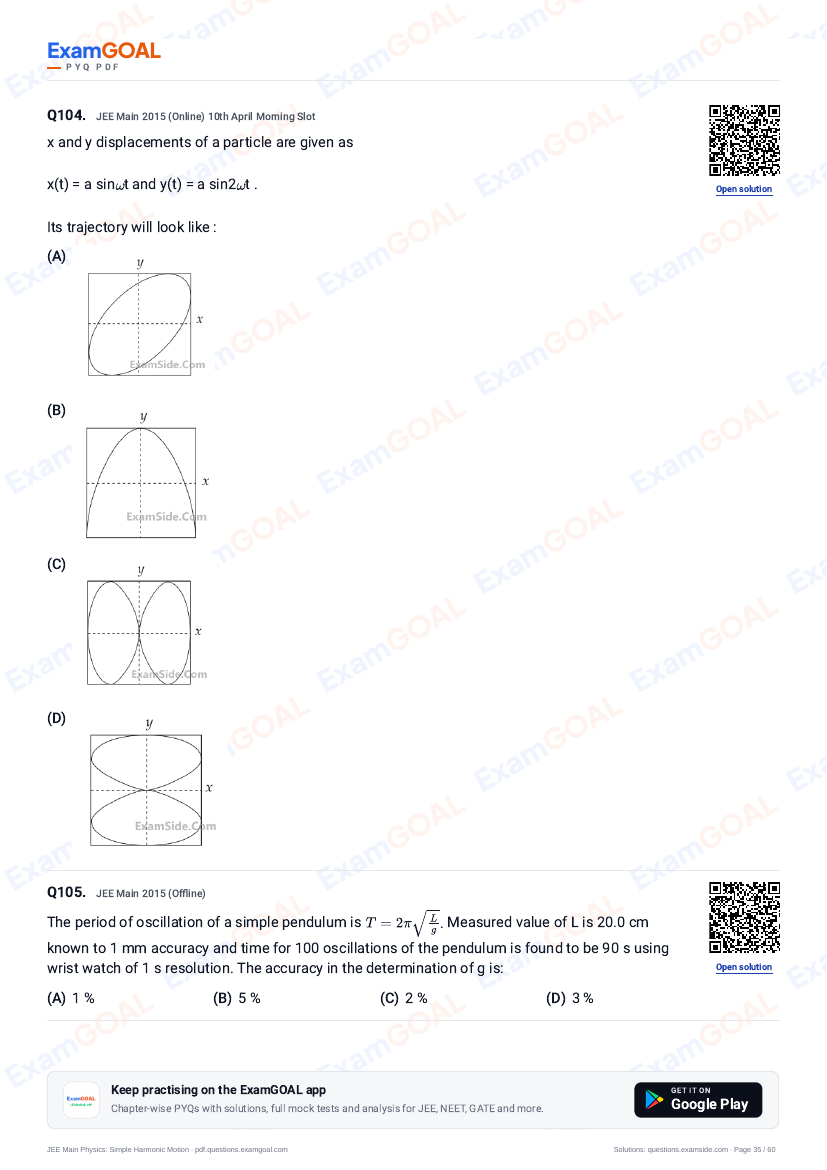 ExamGOAL
PYQ PDF
Q104. JEE Main 2015 (Online) 10th April Morning Slot
x and y displacements of a particle are given as
x(t) = a sinωt and y(t) = a sin2ωt .
Its trajectory will look like :
Open solution
(A)
y
x
ExamSide.Com
(B)
y
x
ExamSide.Com
(C)
y
x
ExamSide.Com
(D)
y
x
ExamSide.Com
Q105. JEE Main 2015 (Offline)
The period of oscillation of a simple pendulum is $T = 2\pi\sqrt{\frac{L}{g}}$. Measured value of L is 20.0 cm
known to 1 mm accuracy and time for 100 oscillations of the pendulum is found to be 90 s using
wrist watch of 1 s resolution. The accuracy in the determination of g is:
Open solution
(A) 1 % (B) 5 % (C) 2 % (D) 3 %
ExamGOAL
Keep practising on the ExamGOAL app
Chapter-wise PYQs with solutions, full mock tests and analysis for JEE, NEET, GATE and more.
GET IT ON
Google Play
JEE Main Physics: Simple Harmonic Motion · pdf.questions.examgoal.com
Solutions: questions.examside.com · Page 35 / 60